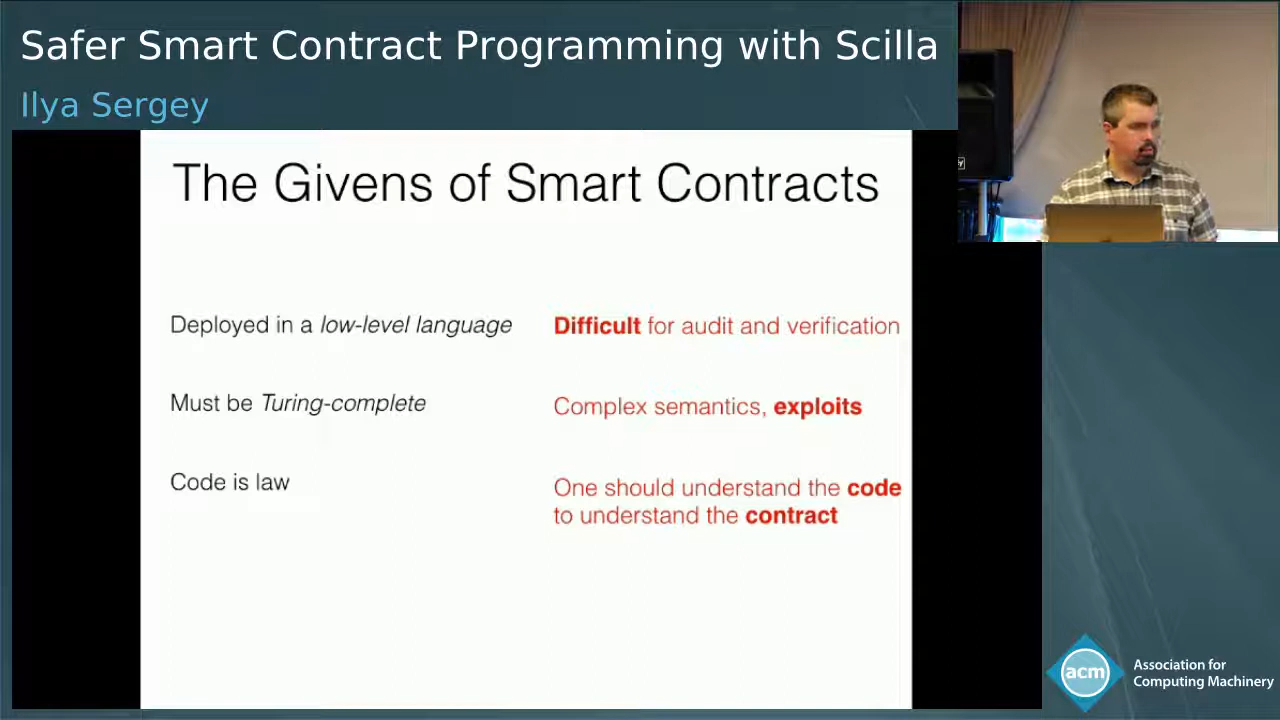 Safer Smart Contract Programming with Scilla
Ilya Sergey
The Givens of Smart Contracts
Deployed in a low-level language
Difficult for audit and verification
Must be Turing-complete
Complex semantics, exploits
Code is law
One should understand the code
to understand the contract
acm
Association for
Computing Machinery